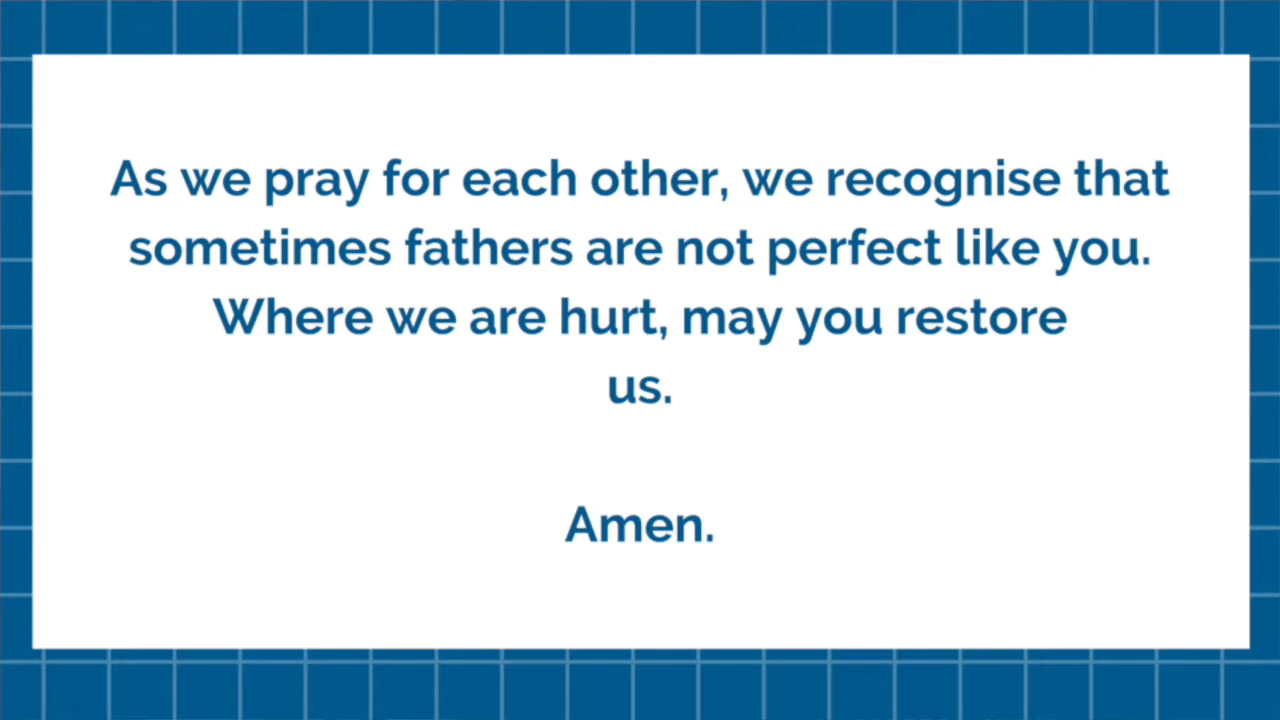 As we pray for each other, we recognise that
sometimes fathers are not perfect like you.
Where we are hurt, may you restore
us.
Amen.